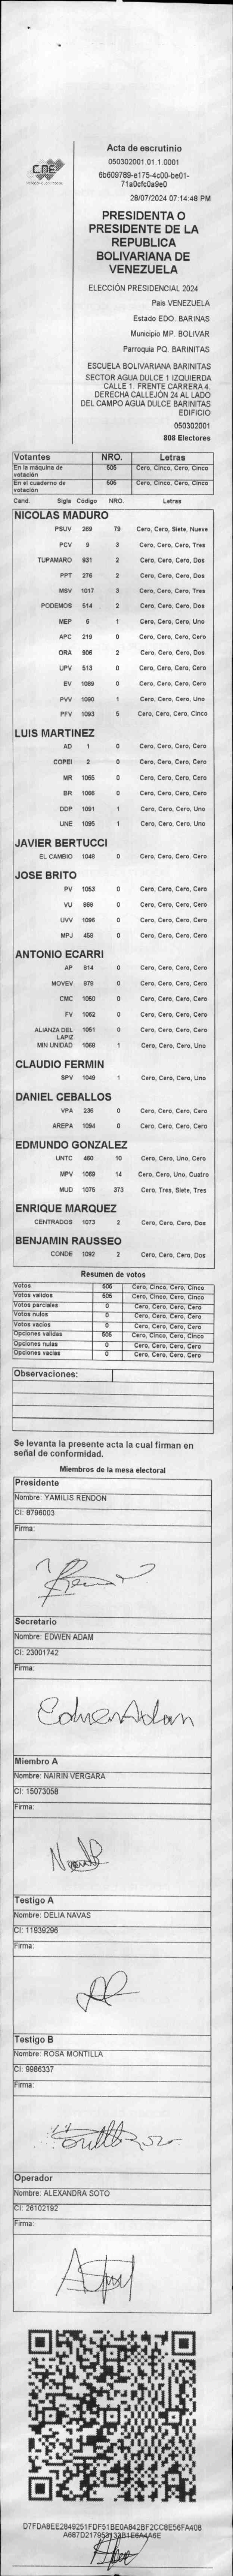 CNE
Acta de escrutinio
050302001.01.1.0001
6b609789-e175-4c00-be01-
71a0cfc0a9e0
28/07/2024 07:14:48 PM
PRESIDENTA O
PRESIDENTE DE LA
REPUBLICA
BOLIVARIANA DE
VENEZUELA
ELECCIÓN PRESIDENCIAL 2024
País VENEZUELA
Estado EDO. BARINAS
Municipio MP. BOLIVAR
Parroquia PQ. BARINITAS
ESCUELA BOLIVARIANA BARINITAS
SECTOR AGUA DULCE 1 IZQUIERDA
CALLE 1. FRENTE CARRERA 4.
DERECHA CALLEJÓN 24 AL LADO
DEL CAMPO AGUA DULCE BARINITAS
EDIFICIO
050302001
808 Electores
Votantes NRO. Letras
En la máquina de votación 505 Cero, Cinco, Cero, Cinco
En el cuaderno de votación 505 Cero, Cinco, Cero, Cinco
Cand. Sigla Código NRO. Letras
NICOLAS MADURO
PSUV 269 79 Cero, Cero, Siete, Nueve
PCV 9 3 Cero, Cero, Cero, Tres
TUPAMARO 931 2 Cero, Cero, Cero, Dos
PPT 276 2 Cero, Cero, Cero, Dos
MSV 1017 3 Cero, Cero, Cero, Tres
PODEMOS 514 2 Cero, Cero, Cero, Dos
MEP 6 1 Cero, Cero, Cero, Uno
APC 219 0 Cero, Cero, Cero, Cero
ORA 906 2 Cero, Cero, Cero, Dos
UPV 513 0 Cero, Cero, Cero, Cero
EV 1089 0 Cero, Cero, Cero, Cero
PVV 1090 1 Cero, Cero, Cero, Uno
PFV 1093 5 Cero, Cero, Cero, Cinco
LUIS MARTINEZ
AD 1 0 Cero, Cero, Cero, Cero
COPEI 2 0 Cero, Cero, Cero, Cero
MR 1065 0 Cero, Cero, Cero, Cero
BR 1066 0 Cero, Cero, Cero, Cero
DDP 1091 1 Cero, Cero, Cero, Uno
UNE 1095 1 Cero, Cero, Cero, Uno
JAVIER BERTUCCI
EL CAMBIO 1048 0 Cero, Cero, Cero, Cero
JOSE BRITO
PV 1053 0 Cero, Cero, Cero, Cero
VU 868 0 Cero, Cero, Cero, Cero
UVV 1096 0 Cero, Cero, Cero, Cero
MPJ 458 0 Cero, Cero, Cero, Cero
ANTONIO ECARRI
AP 814 0 Cero, Cero, Cero, Cero
MOVEV 879 0 Cero, Cero, Cero, Cero
CMC 1050 0 Cero, Cero, Cero, Cero
FV 1062 0 Cero, Cero, Cero, Cero
ALIANZA DEL LAPIZ 1051 0 Cero, Cero, Cero, Cero
MIN UNIDAD 1068 1 Cero, Cero, Cero, Uno
CLAUDIO FERMIN
SPV 1049 1 Cero, Cero, Cero, Uno
DANIEL CEBALLOS
VPA 236 0 Cero, Cero, Cero, Cero
AREPA 1094 0 Cero, Cero, Cero, Cero
EDMUNDO GONZALEZ
UNTC 460 10 Cero, Cero, Uno, Cero
MPV 1069 14 Cero, Cero, Uno, Cuatro
MUD 1075 373 Cero, Tres, Siete, Tres
ENRIQUE MARQUEZ
CENTRADOS 1073 2 Cero, Cero, Cero, Dos
BENJAMIN RAUSSEO
CONDE 1092 2 Cero, Cero, Cero, Dos
Resumen de votos
Votos 505 Cero, Cinco, Cero, Cinco
Votos validos 505 Cero, Cinco, Cero, Cinco
Votos parciales 0 Cero, Cero, Cero, Cero
Votos nulos 0 Cero, Cero, Cero, Cero
Votos vacios 0 Cero, Cero, Cero, Cero
Opciones validas 505 Cero, Cinco, Cero, Cinco
Opciones nulas 0 Cero, Cero, Cero, Cero
Opciones vacias 0 Cero, Cero, Cero, Cero
Observaciones:
Se levanta la presente acta la cual firman en
señal de conformidad.
Miembros de la mesa electoral
Presidente
Nombre: YAMILIS RENDON
CI: 8796003
Firma:
Secretario
Nombre: EDWEN ADAM
CI: 23001742
Firma:
Edwen Adam
Miembro A
Nombre: NAIRIN VERGARA
CI: 15073058
Firma:
Testigo A
Nombre: DELIA NAVAS
CI: 11939296
Firma:
Testigo B
Nombre: ROSA MONTILLA
CI: 9986337
Firma:
Operador
Nombre: ALEXANDRA SOTO
CI: 26102192
Firma: